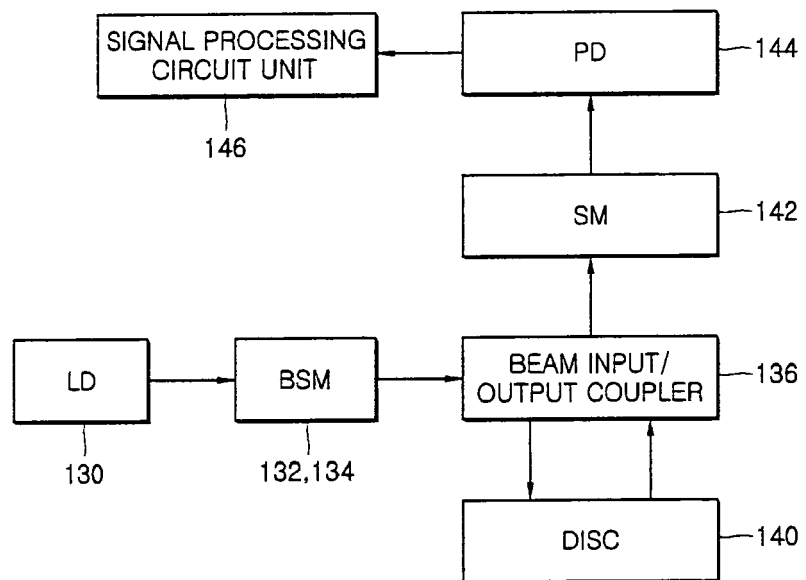 SIGNAL PROCESSING
CIRCUIT UNIT
146
PD
144
SM
142
LD
130
BSM
132,134
BEAM INPUT/
OUTPUT COUPLER
136
DISC
140